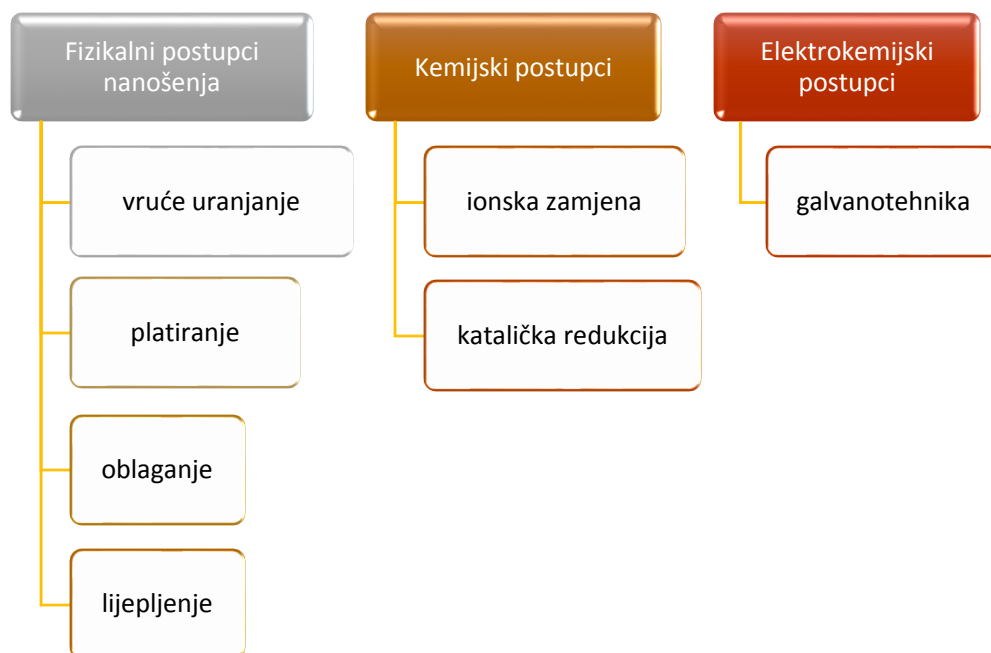 Fizikalni postupci
nanošenja
vruće uranjanje
platiranje
oblaganje
lijepljenje
Kemijski postupci
ionska zamjena
katalička redukcija
Elektrokemijski
postupci
galvanotehnika